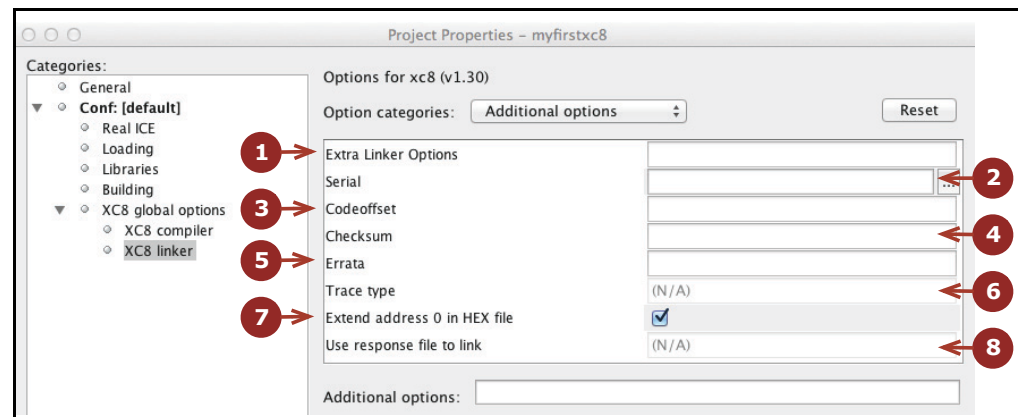 Project Properties – myfirstxc8
Categories:
General
Conf: [default]
Real ICE
Loading
Libraries
Building
XC8 global options
XC8 compiler
XC8 linker
Options for xc8 (v1.30)
Option categories: Additional options Reset
1 Extra Linker Options
Serial ... 2
3 Codeoffset
Checksum 4
5 Errata
Trace type (N/A) 6
7 Extend address 0 in HEX file
Use response file to link (N/A) 8
Additional options: